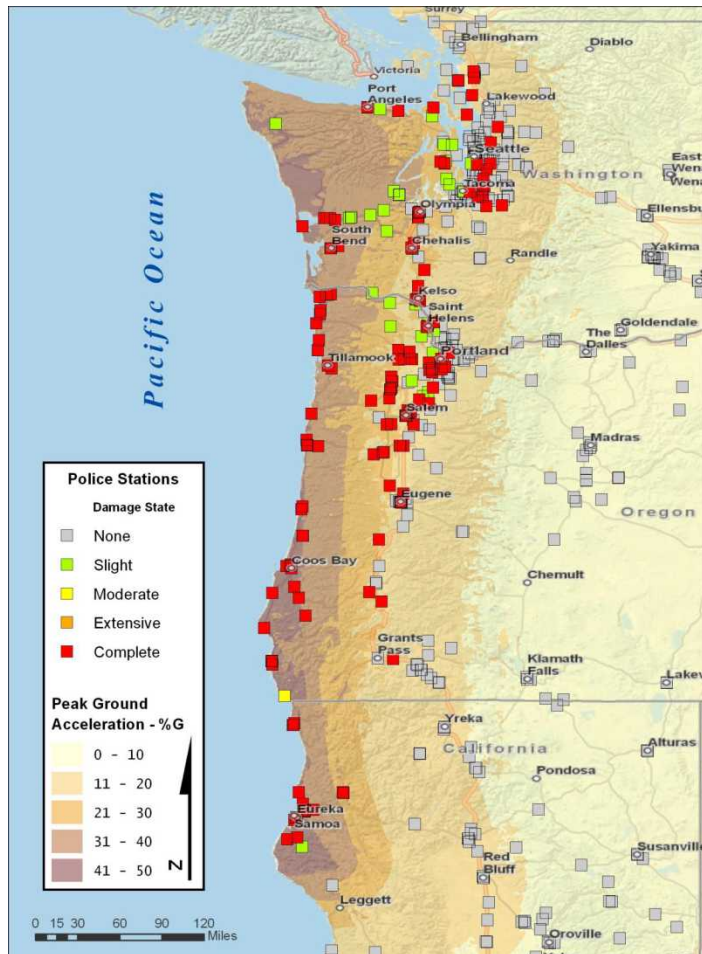 Surrey
Bellingham
Diablo
Victoria
Port
Angeles
Lakewood
Seattle
East
Wen
Wena
Washington
Tacoma
Olympia
Ellensbur
South
Bend
Chehalis
Randle
Yakima
Pacific Ocean
Kelso
Saint
Helens
Goldendale
The
Dalles
Tillamook
Portland
Salem
Madras
Police Stations
Damage State
None
Slight
Moderate
Extensive
Complete
Eugene
Oregon
Coos Bay
Chemult
Grants
Pass
Klamath
Falls
Lakev
Peak Ground
Acceleration - %G
0 - 10
11 - 20
21 - 30
31 - 40
41 - 50
N
Yreka
California
Alturas
Pondosa
Eureka
Samoa
Susanville
Red
Bluff
Leggett
Oroville
0 15 30 60 90 120
Miles